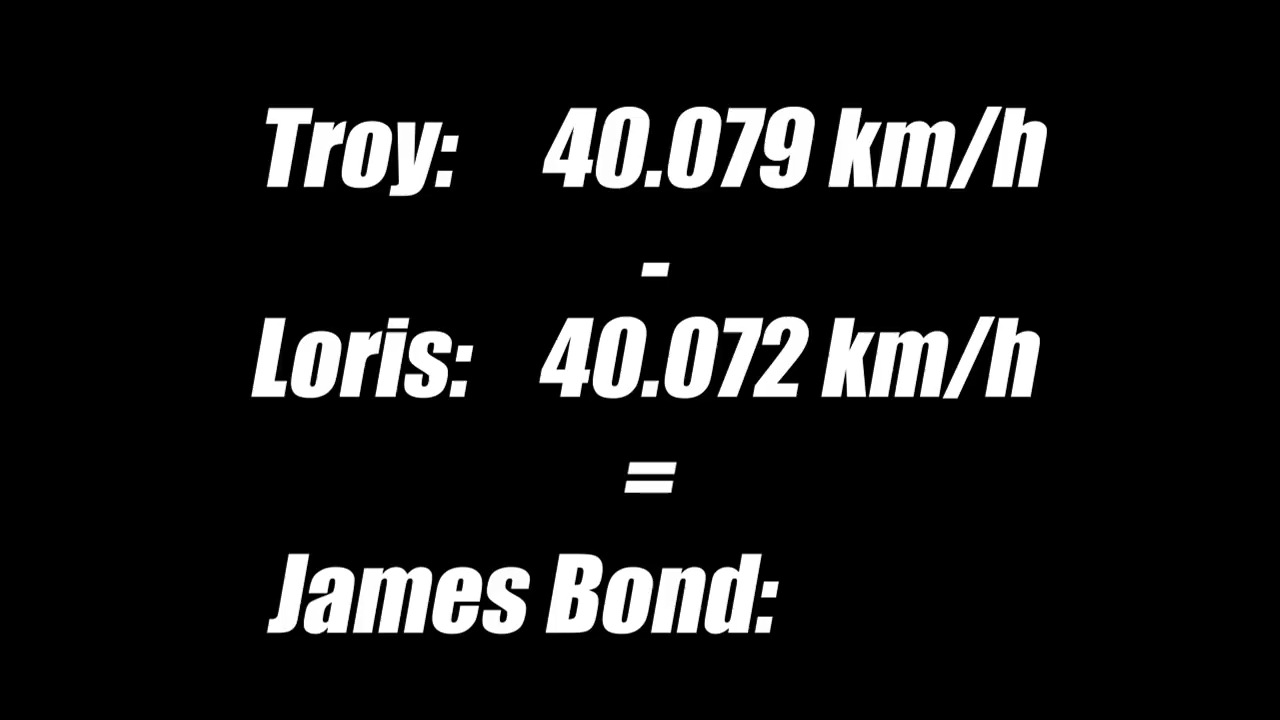 Troy: 40.079 km/h
-
Loris: 40.072 km/h
=
James Bond: